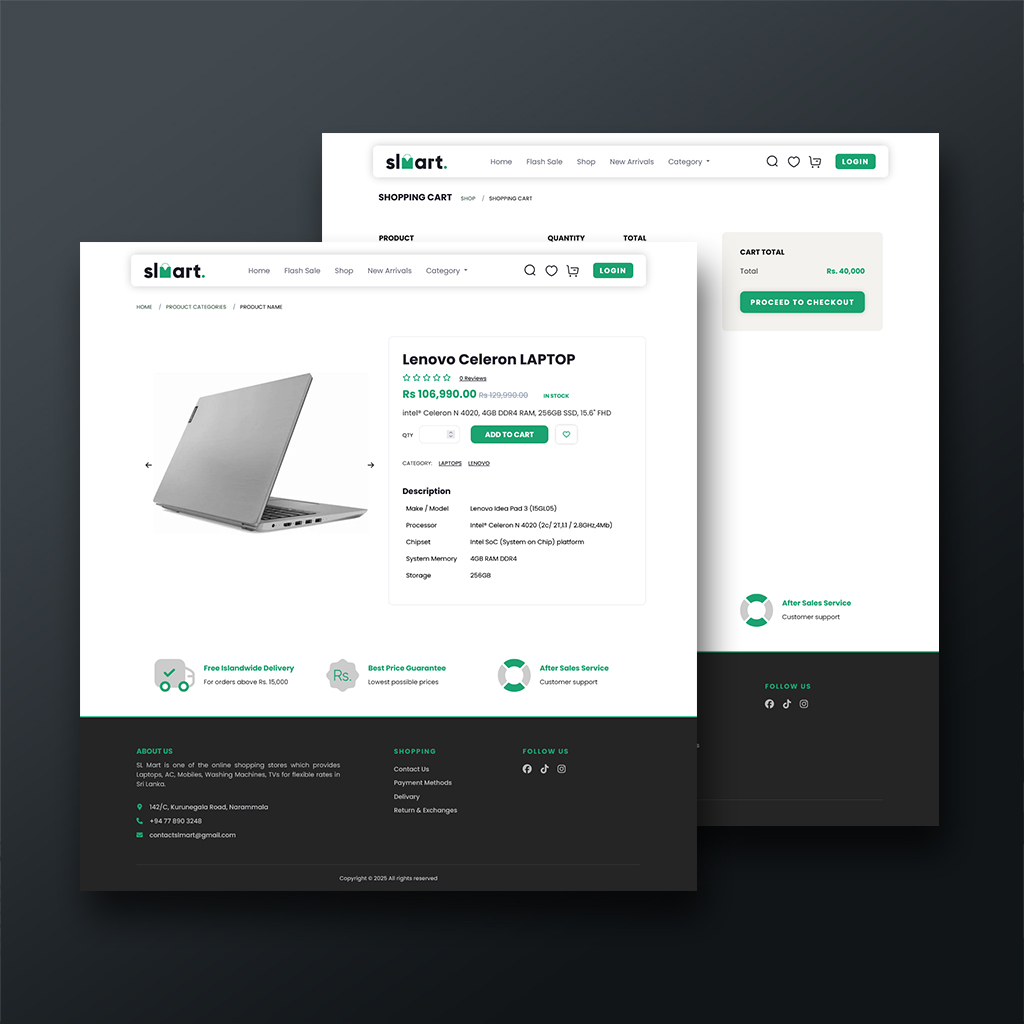 slmart.
Home Flash Sale Shop New Arrivals Category LOGIN
SHOPPING CART SHOP / SHOPPING CART
PRODUCT QUANTITY TOTAL
CART TOTAL
Total Rs. 40,000
PROCEED TO CHECKOUT
After Sales Service
Customer support
FOLLOW US
slmart.
Home Flash Sale Shop New Arrivals Category LOGIN
HOME / PRODUCT CATEGORIES / PRODUCT NAME
Lenovo Celeron LAPTOP
0 Reviews
Rs 106,990.00 Rs 129,990.00 IN STOCK
intel® Celeron N 4020, 4GB DDR4 RAM, 256GB SSD, 15.6" FHD
QTY ADD TO CART
CATEGORY: LAPTOPS LENOVO
Description
Make / Model Lenovo Idea Pad 3 (15GL05)
Processor Intel® Celeron N 4020 (2c/ 2T,1.1 / 2.8GHz,4Mb)
Chipset Intel SoC (System on Chip) platform
System Memory 4GB RAM DDR4
Storage 256GB
Free Islandwide Delivery
For orders above Rs. 15,000
Rs.
Best Price Guarantee
Lowest possible prices
After Sales Service
Customer support
ABOUT US
SL Mart is one of the online shopping stores which provides
Laptops, AC, Mobiles, Washing Machines, TVs for flexible rates in
Sri Lanka.
142/C, Kurunegala Road, Narammala
+94 77 890 3248
contactslmart@gmail.com
SHOPPING
Contact Us
Payment Methods
Delivery
Return & Exchanges
FOLLOW US
Copyright © 2025 All rights reserved